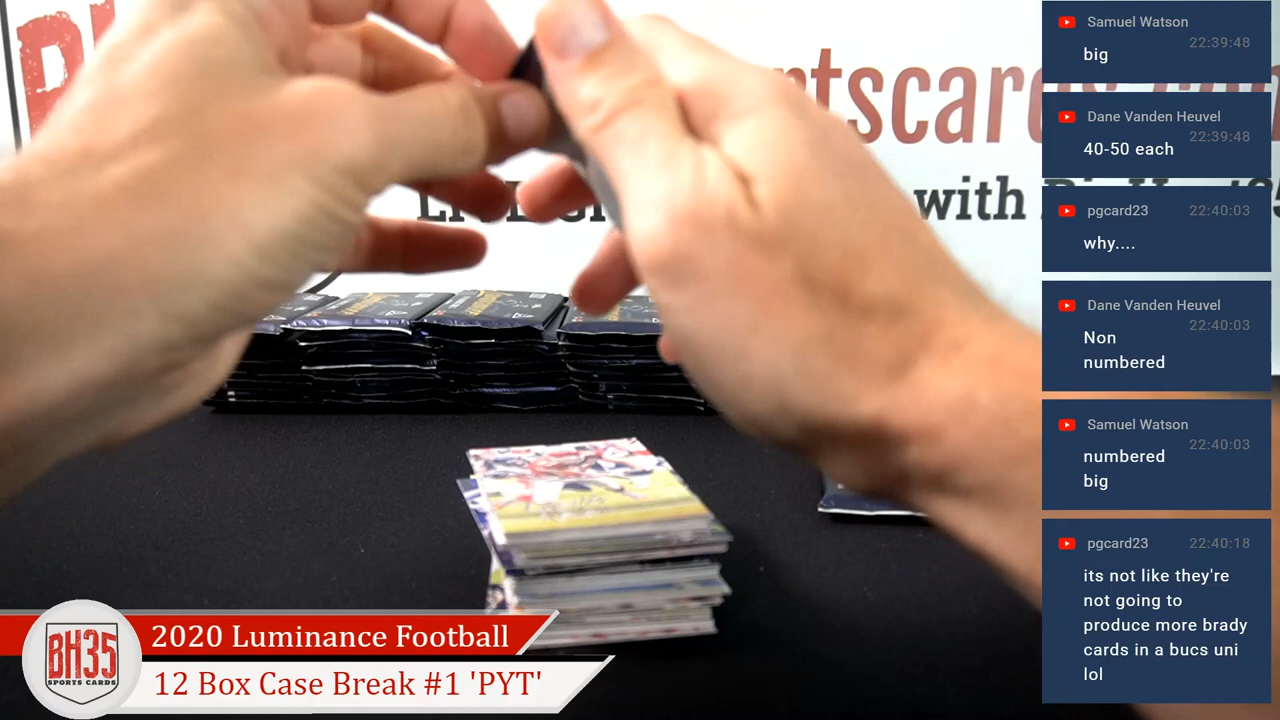 rtscards.com
LIVE
with
BH35
SPORTS CARDS
2020 Luminance Football
12 Box Case Break #1 'PYT'
Samuel Watson
22:39:48
big
Dane Vanden Heuvel
22:39:48
40-50 each
pgcard23 22:40:03
why....
Dane Vanden Heuvel
22:40:03
Non
numbered
Samuel Watson
22:40:03
numbered
big
pgcard23 22:40:18
its not like they're
not going to
produce more brady
cards in a bucs uni
lol